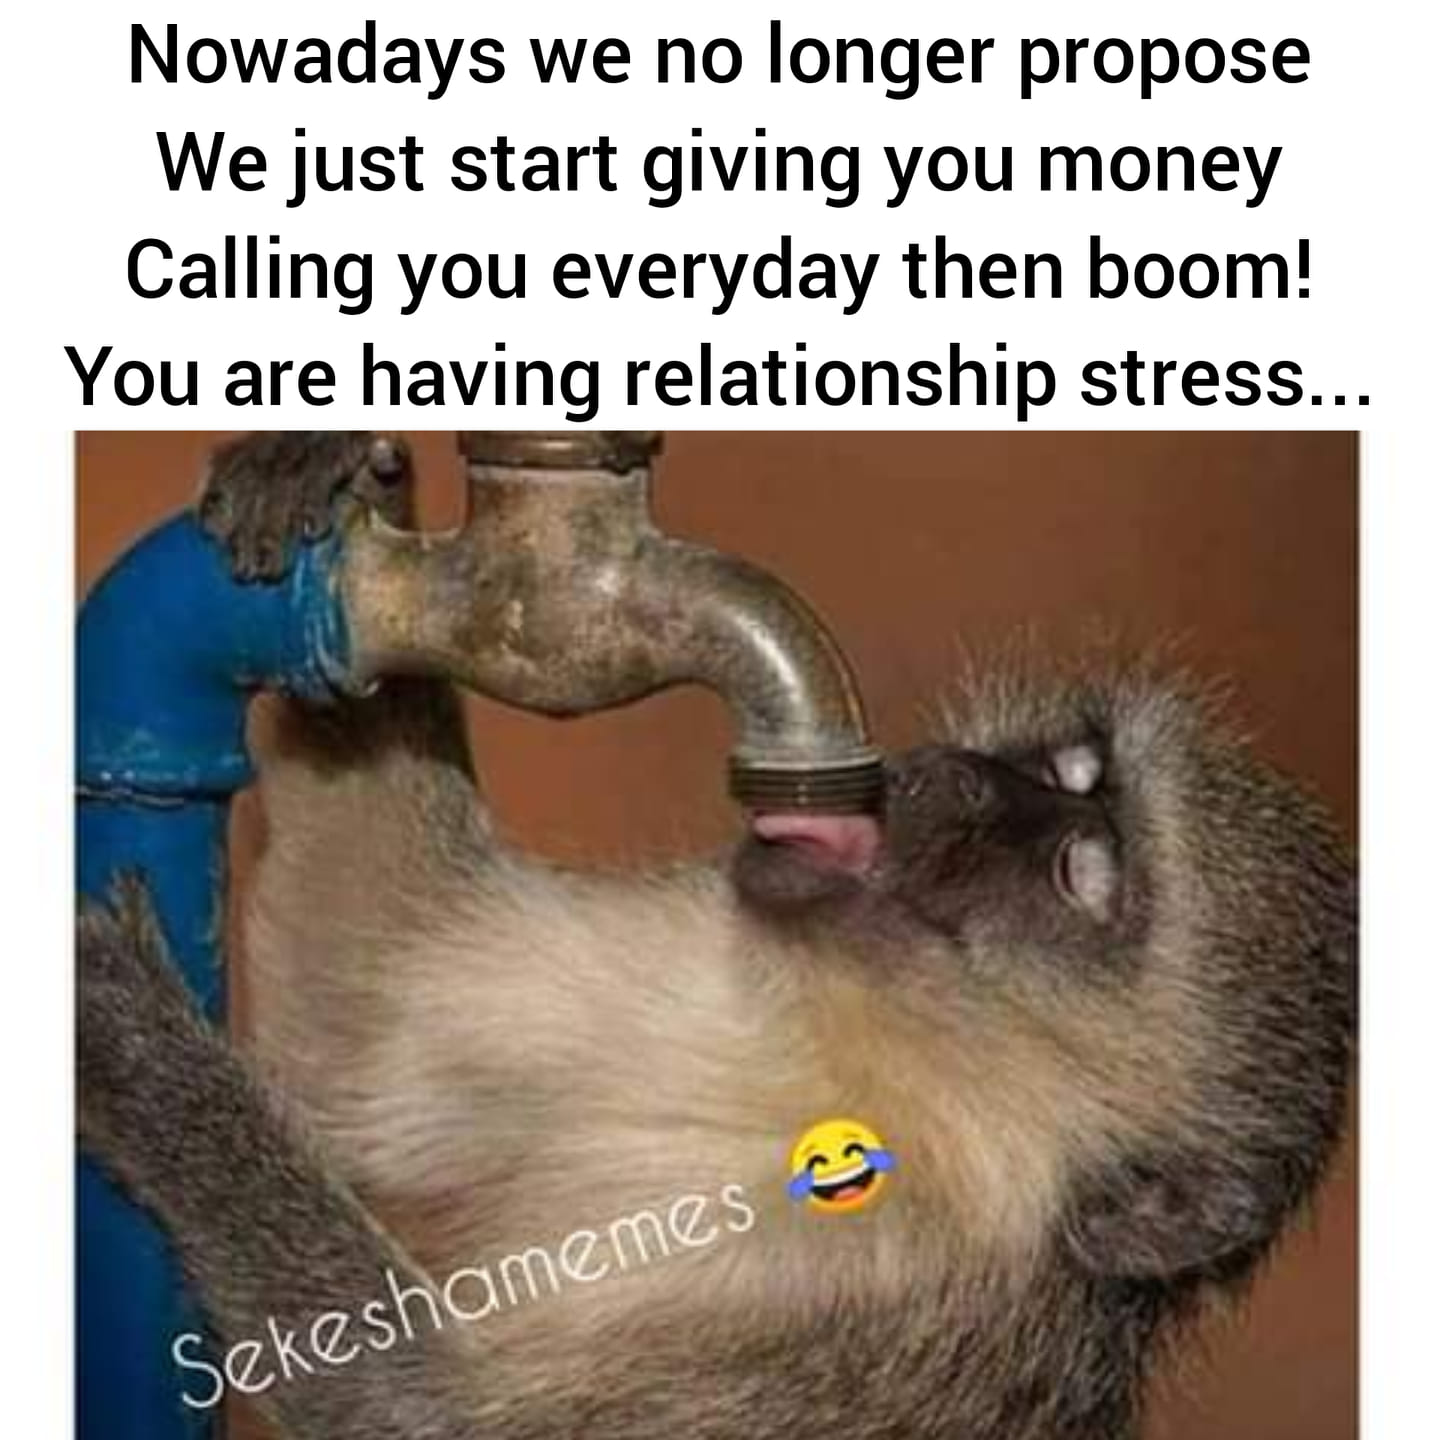 Nowadays we no longer propose
We just start giving you money
Calling you everyday then boom!
You are having relationship stress...
Sekeshamemes 😂